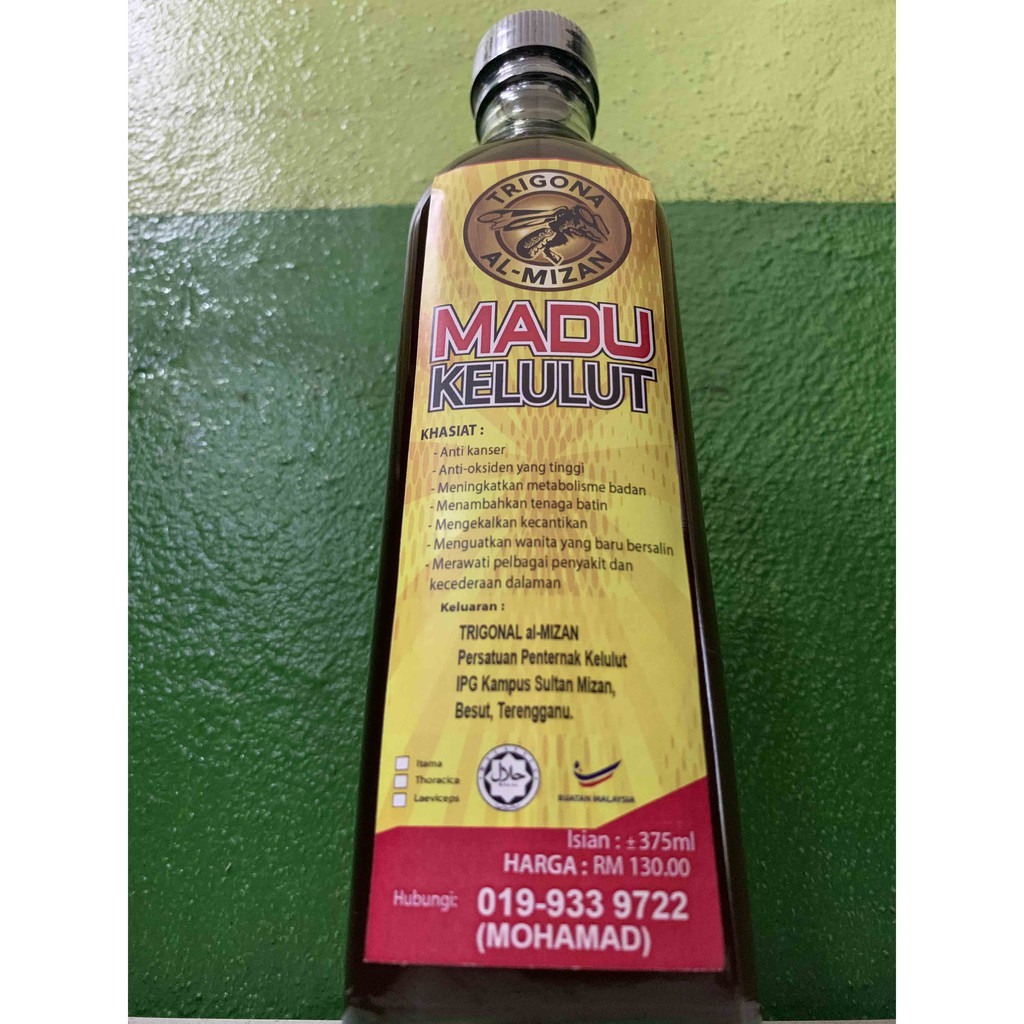 TRIGONA
AL-MIZAN
MADU
KELULUT
KHASIAT :
- Anti kanser
- Anti-oksiden yang tinggi
- Meningkatkan metabolisme badan
- Menambahkan tenaga batin
- Mengekalkan kecantikan
- Menguatkan wanita yang baru bersalin
- Merawati pelbagai penyakit dan
kecederaan dalaman
Keluaran :
TRIGONAL al-MIZAN
Persatuan Penternak Kelulut
IPG Kampus Sultan Mizan,
Besut, Terengganu.
Itama
Thoracica
Laeviceps
حلال
BUATAN MALAYSIA
Isian : ± 375ml
HARGA : RM 130.00
Hubungi: 019-933 9722
(MOHAMAD)